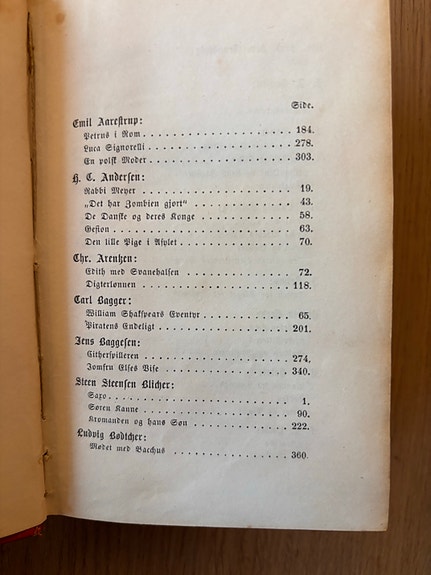 Side.
Emil Aarestrup:
Petrus i Rom 184.
Luca Signorelli 278.
En polsk Moder 303.
H. C. Andersen:
Rabbi Meyer 19.
„Det har Zombien gjort“ 43.
De Danske og deres Konge 58.
Gefion 63.
Den lille Pige i Asylet 70.
Chr. Arentzen:
Edith med Svanehalsen 72.
Digterlønnen 118.
Carl Bagger:
William Shakspears Eventyr 65.
Piratens Endeligt 201.
Jens Baggesen:
Citherspilleren 274,
Jomfru Elses Vise 340.
Steen Steensen Blicher:
Saxo 1.
Søren Kanne 90.
Kromanden og hans Søn 222.
Ludvig Bødtcher:
Mødet med Bacchus 360.